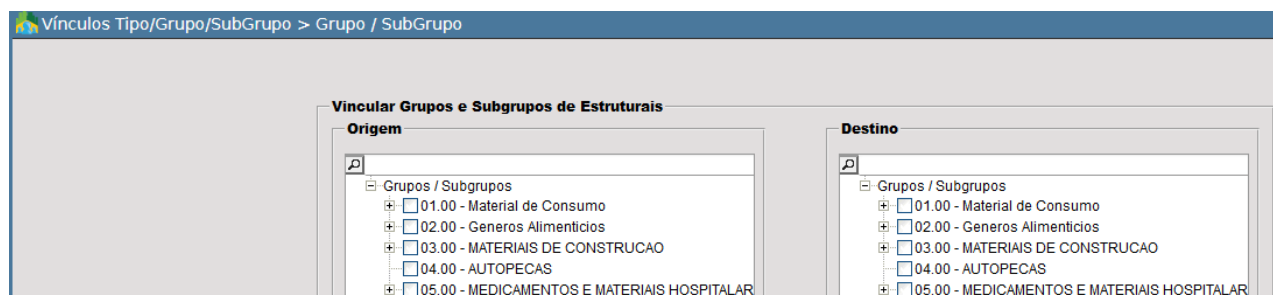 Vínculos Tipo/Grupo/SubGrupo > Grupo / SubGrupo
Vincular Grupos e Subgrupos de Estruturais
Origem
Grupos / Subgrupos
01.00 - Material de Consumo
02.00 - Generos Alimenticios
03.00 - MATERIAIS DE CONSTRUCAO
04.00 - AUTOPECAS
05.00 - MEDICAMENTOS E MATERIAIS HOSPITALAR
Destino
Grupos / Subgrupos
01.00 - Material de Consumo
02.00 - Generos Alimenticios
03.00 - MATERIAIS DE CONSTRUCAO
04.00 - AUTOPECAS
05.00 - MEDICAMENTOS E MATERIAIS HOSPITALAR